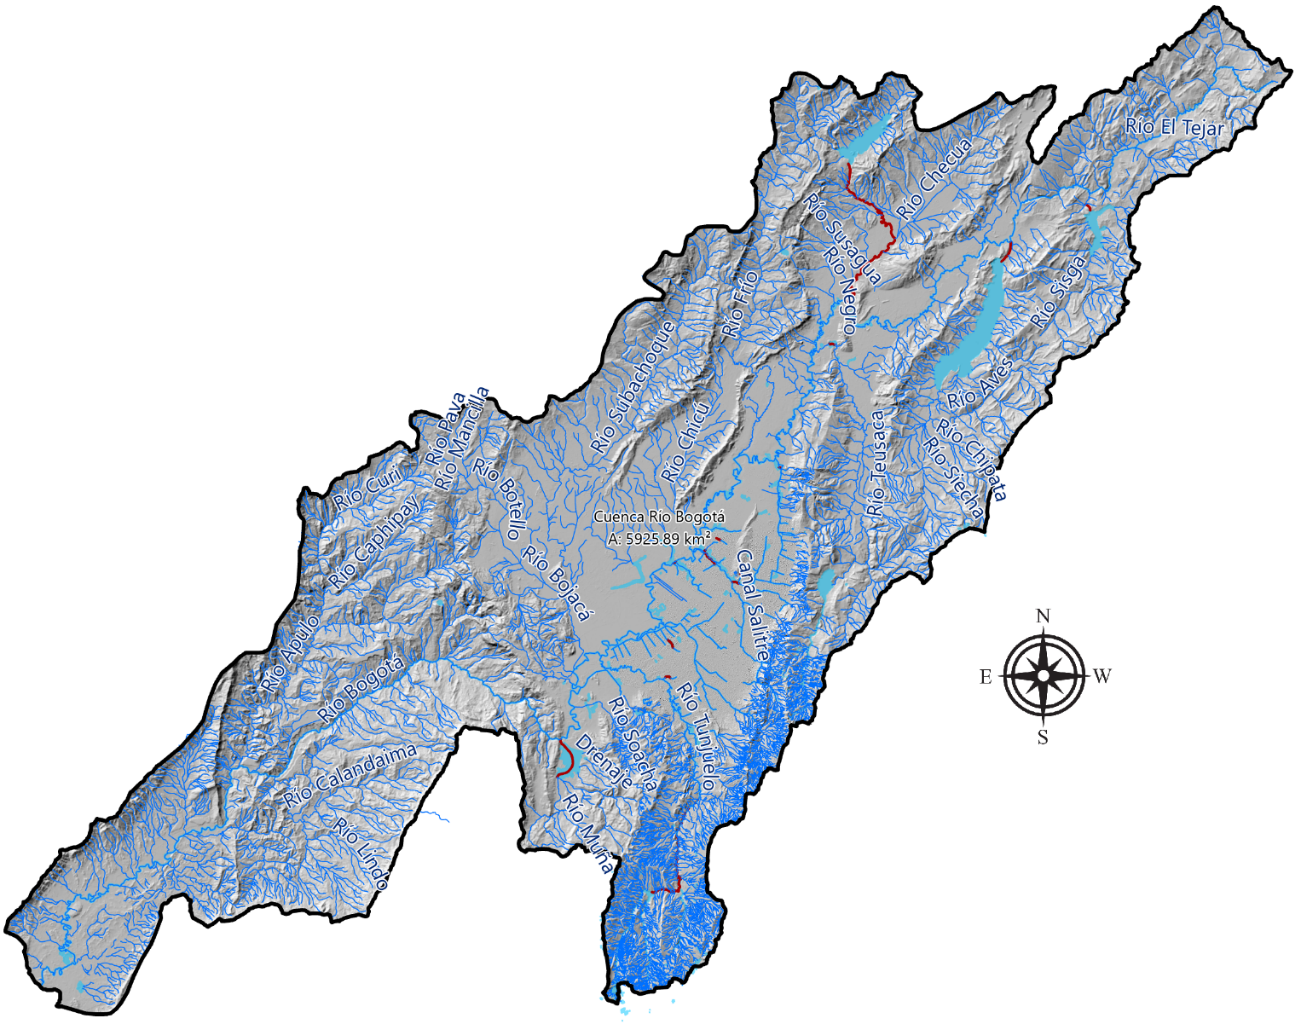 Río El Tejar
Río Checua
Río Susagua
Río Negro
Río Frío
Río Sisga
Río Subachoque
Río Aves
Río Pava
Río Mancilla
Río Chicú
Río Teusaca
Río Chipata
Río Siecha
Río Curí
Río Botello
Río Caphipay
Cuenca Río Bogotá
A: 5925.89 km²
Río Bojacá
Canal Salitre
Río Apulo
Río Bogotá
Río Soacha
Río Tunjuelo
Drenaje
Río Calandaima
Río Muña
Río Lindo
N
E
W
S